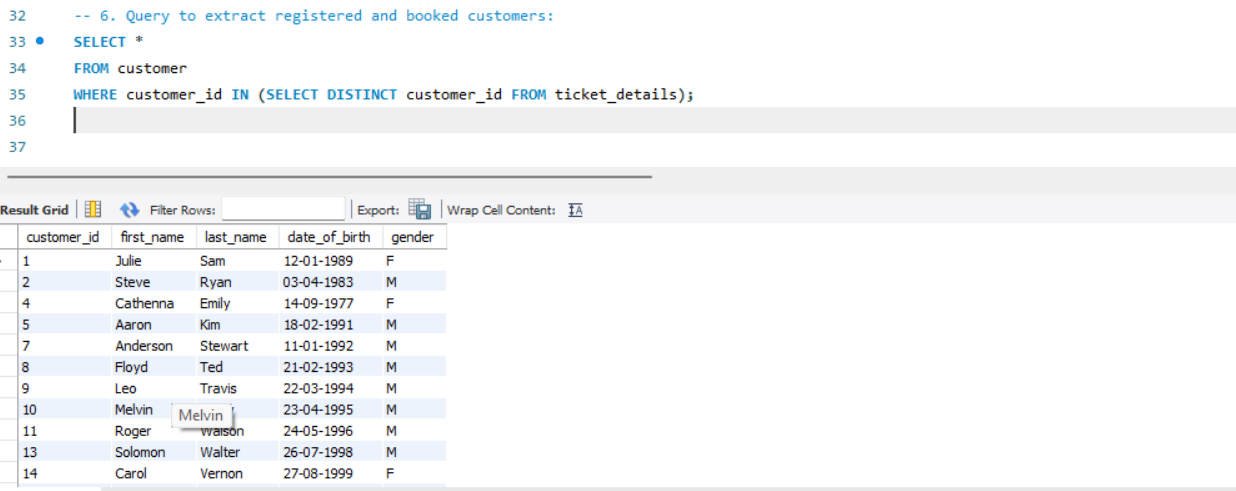 32 -- 6. Query to extract registered and booked customers:
33 SELECT *
34 FROM customer
35 WHERE customer_id IN (SELECT DISTINCT customer_id FROM ticket_details);
36
37
Result Grid Filter Rows: Export: Wrap Cell Content: IA
customer_id first_name last_name date_of_birth gender
1 Julie Sam 12-01-1989 F
2 Steve Ryan 03-04-1983 M
4 Cathenna Emily 14-09-1977 F
5 Aaron Kim 18-02-1991 M
7 Anderson Stewart 11-01-1992 M
8 Floyd Ted 21-02-1993 M
9 Leo Travis 22-03-1994 M
10 Melvin 23-04-1995 M
Melvin
11 Roger Walson 24-05-1996 M
13 Solomon Walter 26-07-1998 M
14 Carol Vernon 27-08-1999 F